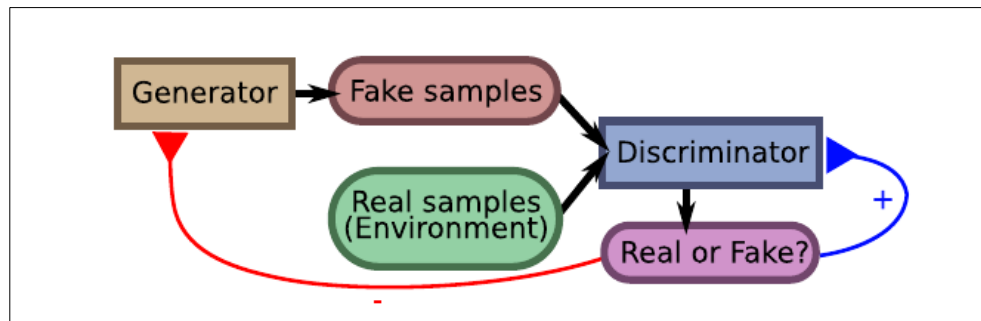 Generator
Fake samples
Discriminator
Real samples
(Environment)
+
Real or Fake?
-